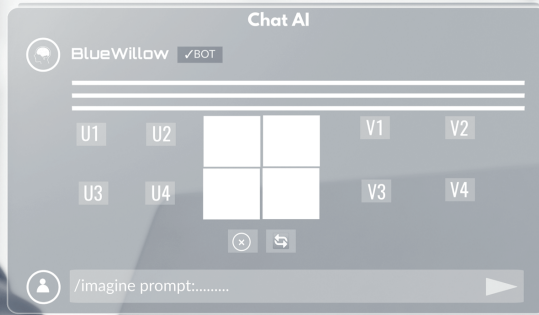 Chat AI
BlueWillow ✓BOT
U1 U2 V1 V2
U3 U4 V3 V4
/imagine prompt:.........